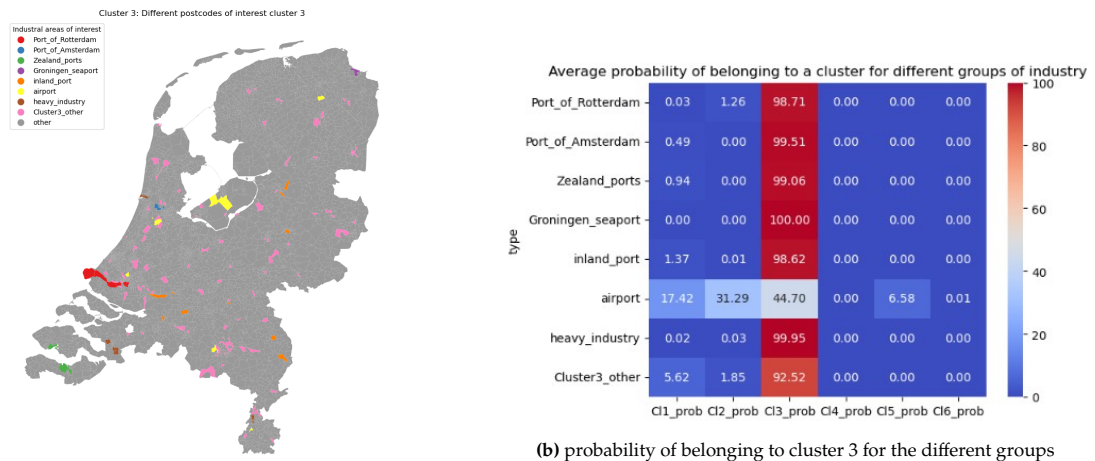 Cluster 3: Different postcodes of interest cluster 3
Industral areas of interest
Port_of_Rotterdam
Port_of_Amsterdam
Zealand_ports
Groningen_seaport
inland_port
airport
heavy_industry
Cluster3_other
other
Average probability of belonging to a cluster for different groups of industry
type
Port_of_Rotterdam 0.03 1.26 98.71 0.00 0.00 0.00
Port_of_Amsterdam 0.49 0.00 99.51 0.00 0.00 0.00
Zealand_ports 0.94 0.00 99.06 0.00 0.00 0.00
Groningen_seaport 0.00 0.00 100.00 0.00 0.00 0.00
inland_port 1.37 0.01 98.62 0.00 0.00 0.00
airport 17.42 31.29 44.70 0.00 6.58 0.01
heavy_industry 0.02 0.03 99.95 0.00 0.00 0.00
Cluster3_other 5.62 1.85 92.52 0.00 0.00 0.00
Cl1_prob Cl2_prob Cl3_prob Cl4_prob Cl5_prob Cl6_prob
100
80
60
40
20
0
(b) probability of belonging to cluster 3 for the different groups